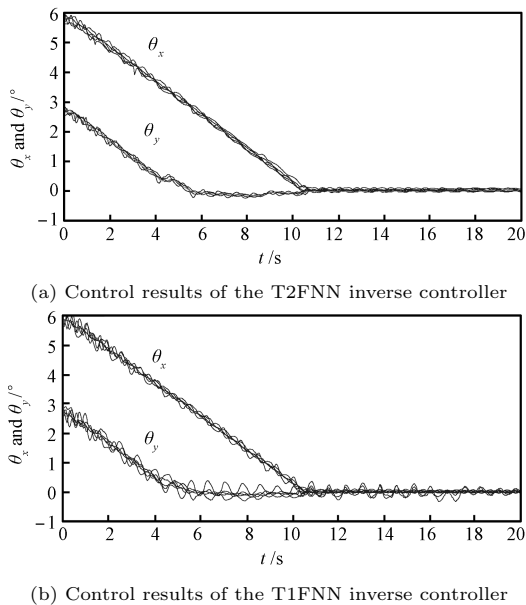 6
5
4
3
2
1
0
−1
θx and θy/°
θx
θy
0 2 4 6 8 10 12 14 16 18 20
t /s
(a) Control results of the T2FNN inverse controller
6
5
4
3
2
1
0
−1
θx and θy/°
θx
θy
0 2 4 6 8 10 12 14 16 18 20
t /s
(b) Control results of the T1FNN inverse controller